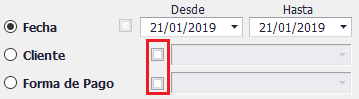 Desde Hasta
Fecha 21/01/2019 21/01/2019
Cliente
Forma de Pago